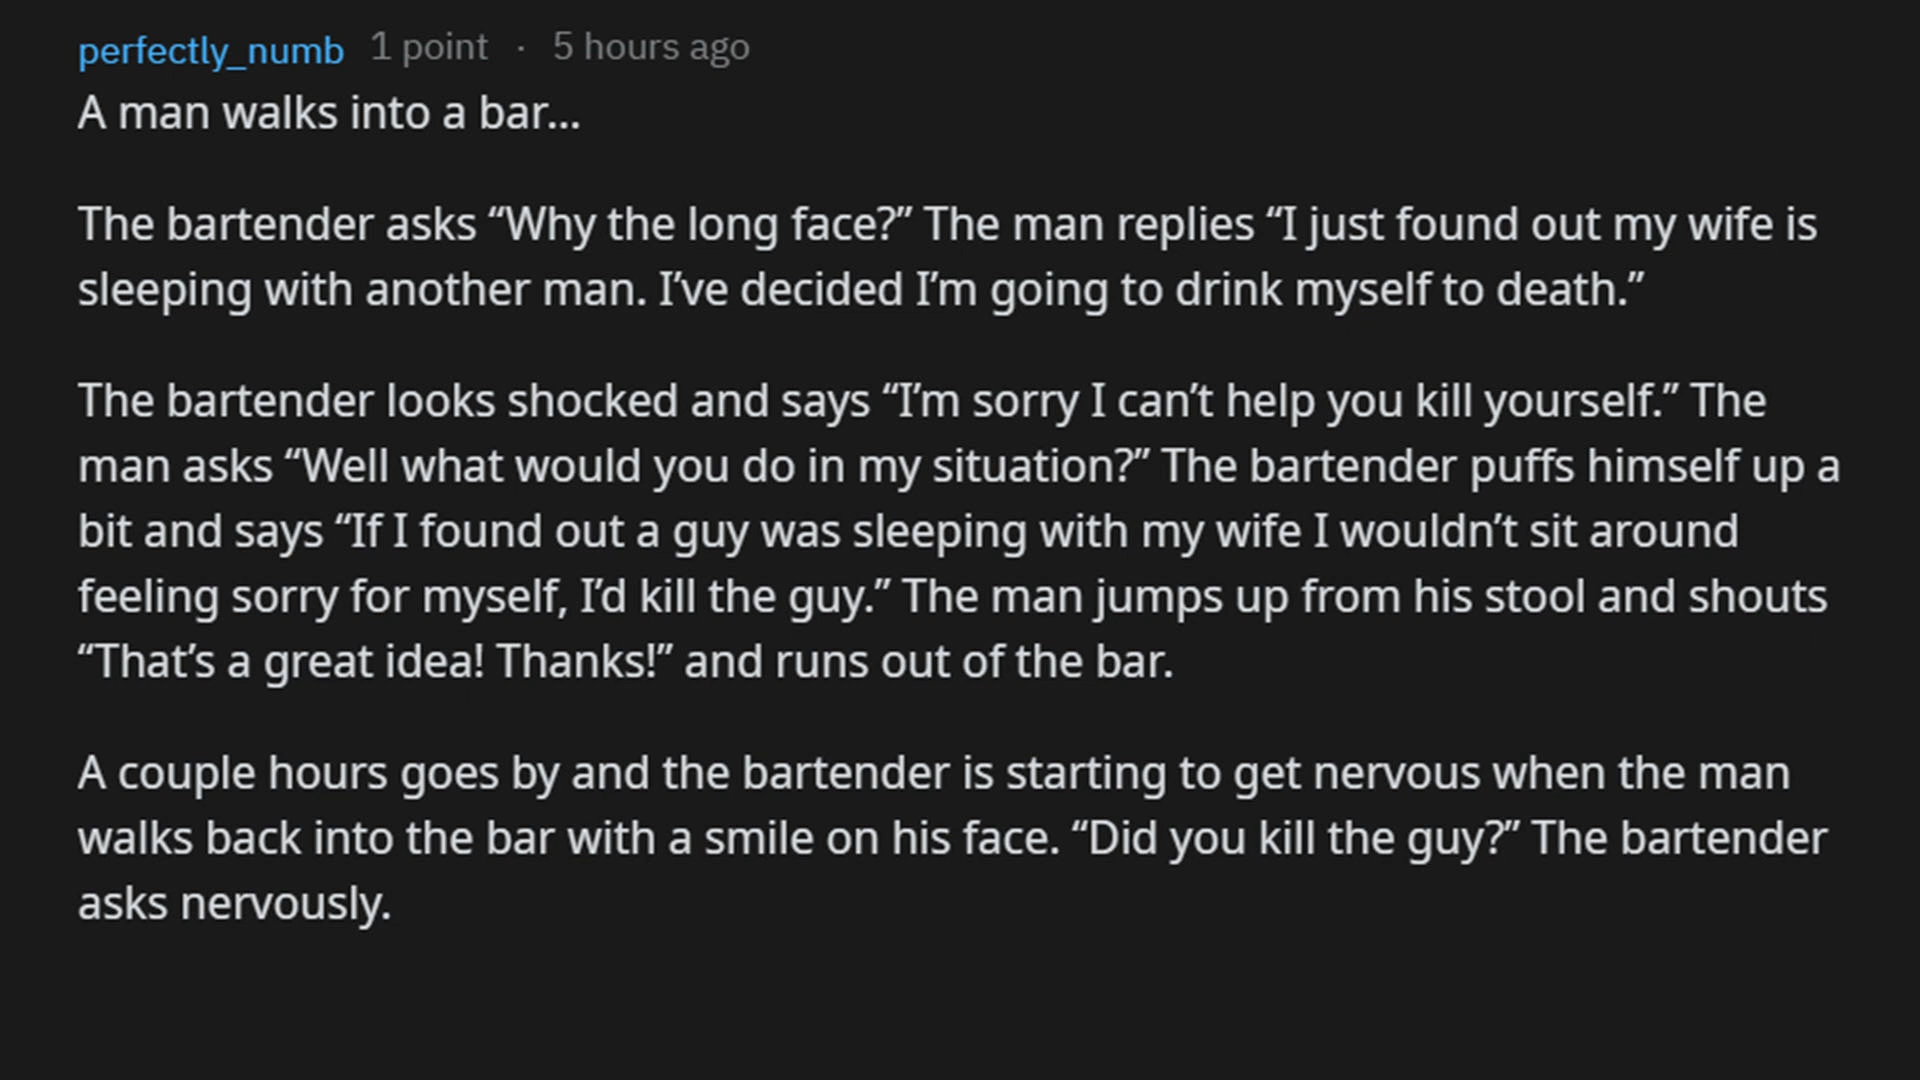 perfectly_numb 1 point · 5 hours ago
A man walks into a bar...
The bartender asks “Why the long face?” The man replies “I just found out my wife is
sleeping with another man. I’ve decided I’m going to drink myself to death.”
The bartender looks shocked and says “I’m sorry I can’t help you kill yourself.” The
man asks “Well what would you do in my situation?” The bartender puffs himself up a
bit and says “If I found out a guy was sleeping with my wife I wouldn’t sit around
feeling sorry for myself, I’d kill the guy.” The man jumps up from his stool and shouts
“That’s a great idea! Thanks!” and runs out of the bar.
A couple hours goes by and the bartender is starting to get nervous when the man
walks back into the bar with a smile on his face. “Did you kill the guy?” The bartender
asks nervously.